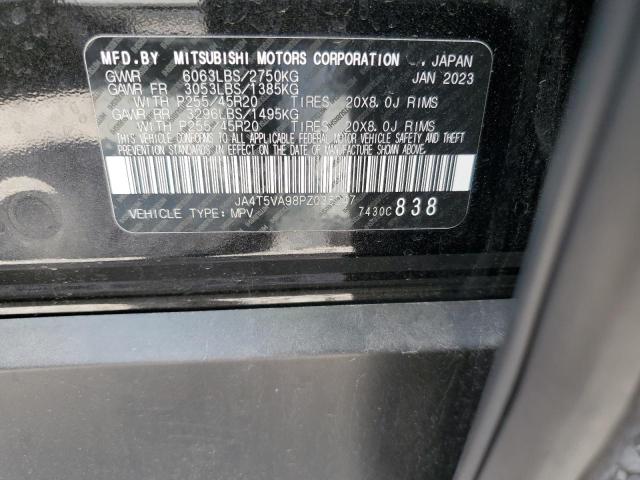 MFD.BY MITSUBISHI MOTORS CORPORATION JAPAN
GVWR 6063LBS/2750KG JAN 2023
GAWR FR 3053LBS/1385KG
WITH P255/45R20 TIRES 20X8.0J RIMS
GAWR RR 3296LBS/1495KG
WITH P255/45R20 TIRES 20X8.0J RIMS
THIS VEHICLE CONFORMS TO ALL APPLICABLE FEDERAL MOTOR VEHICLE SAFETY AND THEFT
PREVENTION STANDARDS IN EFFECT ON THE DATE OF MANUFACTURE SHOWN ABOVE.
VEHICLE TYPE: MPV 7430C 838